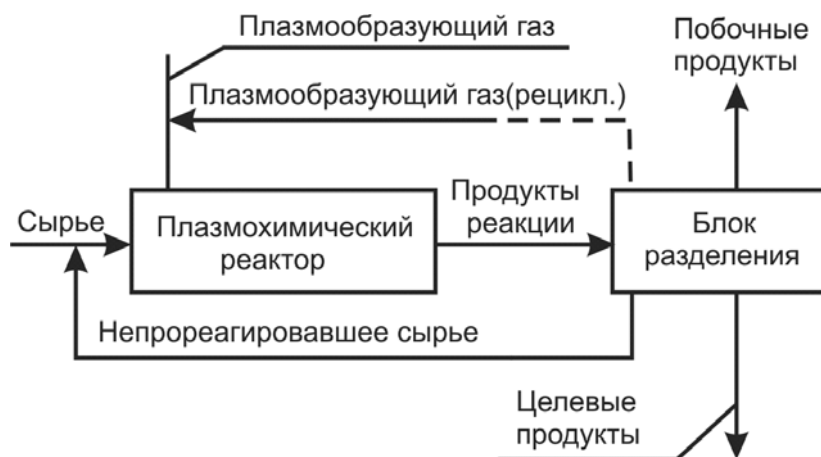 Плазмообразующий газ
Побочные
продукты
Плазмообразующий газ(рецикл.)
Сырье
Плазмохимический
реактор
Продукты
реакции
Блок
разделения
Непрореагировавшее сырье
Целевые
продукты